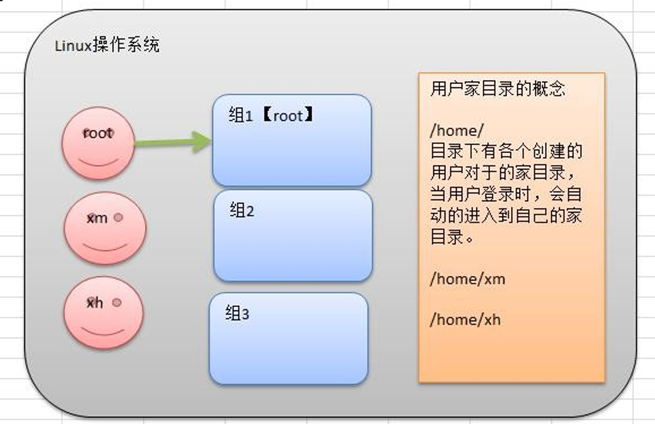 Linux操作系统
root
xm
xh
组1【root】
组2
组3
用户家目录的概念
/home/
目录下有各个创建的
用户对于的家目录，
当用户登录时，会自
动的进入到自己的家
目录。
/home/xm
/home/xh